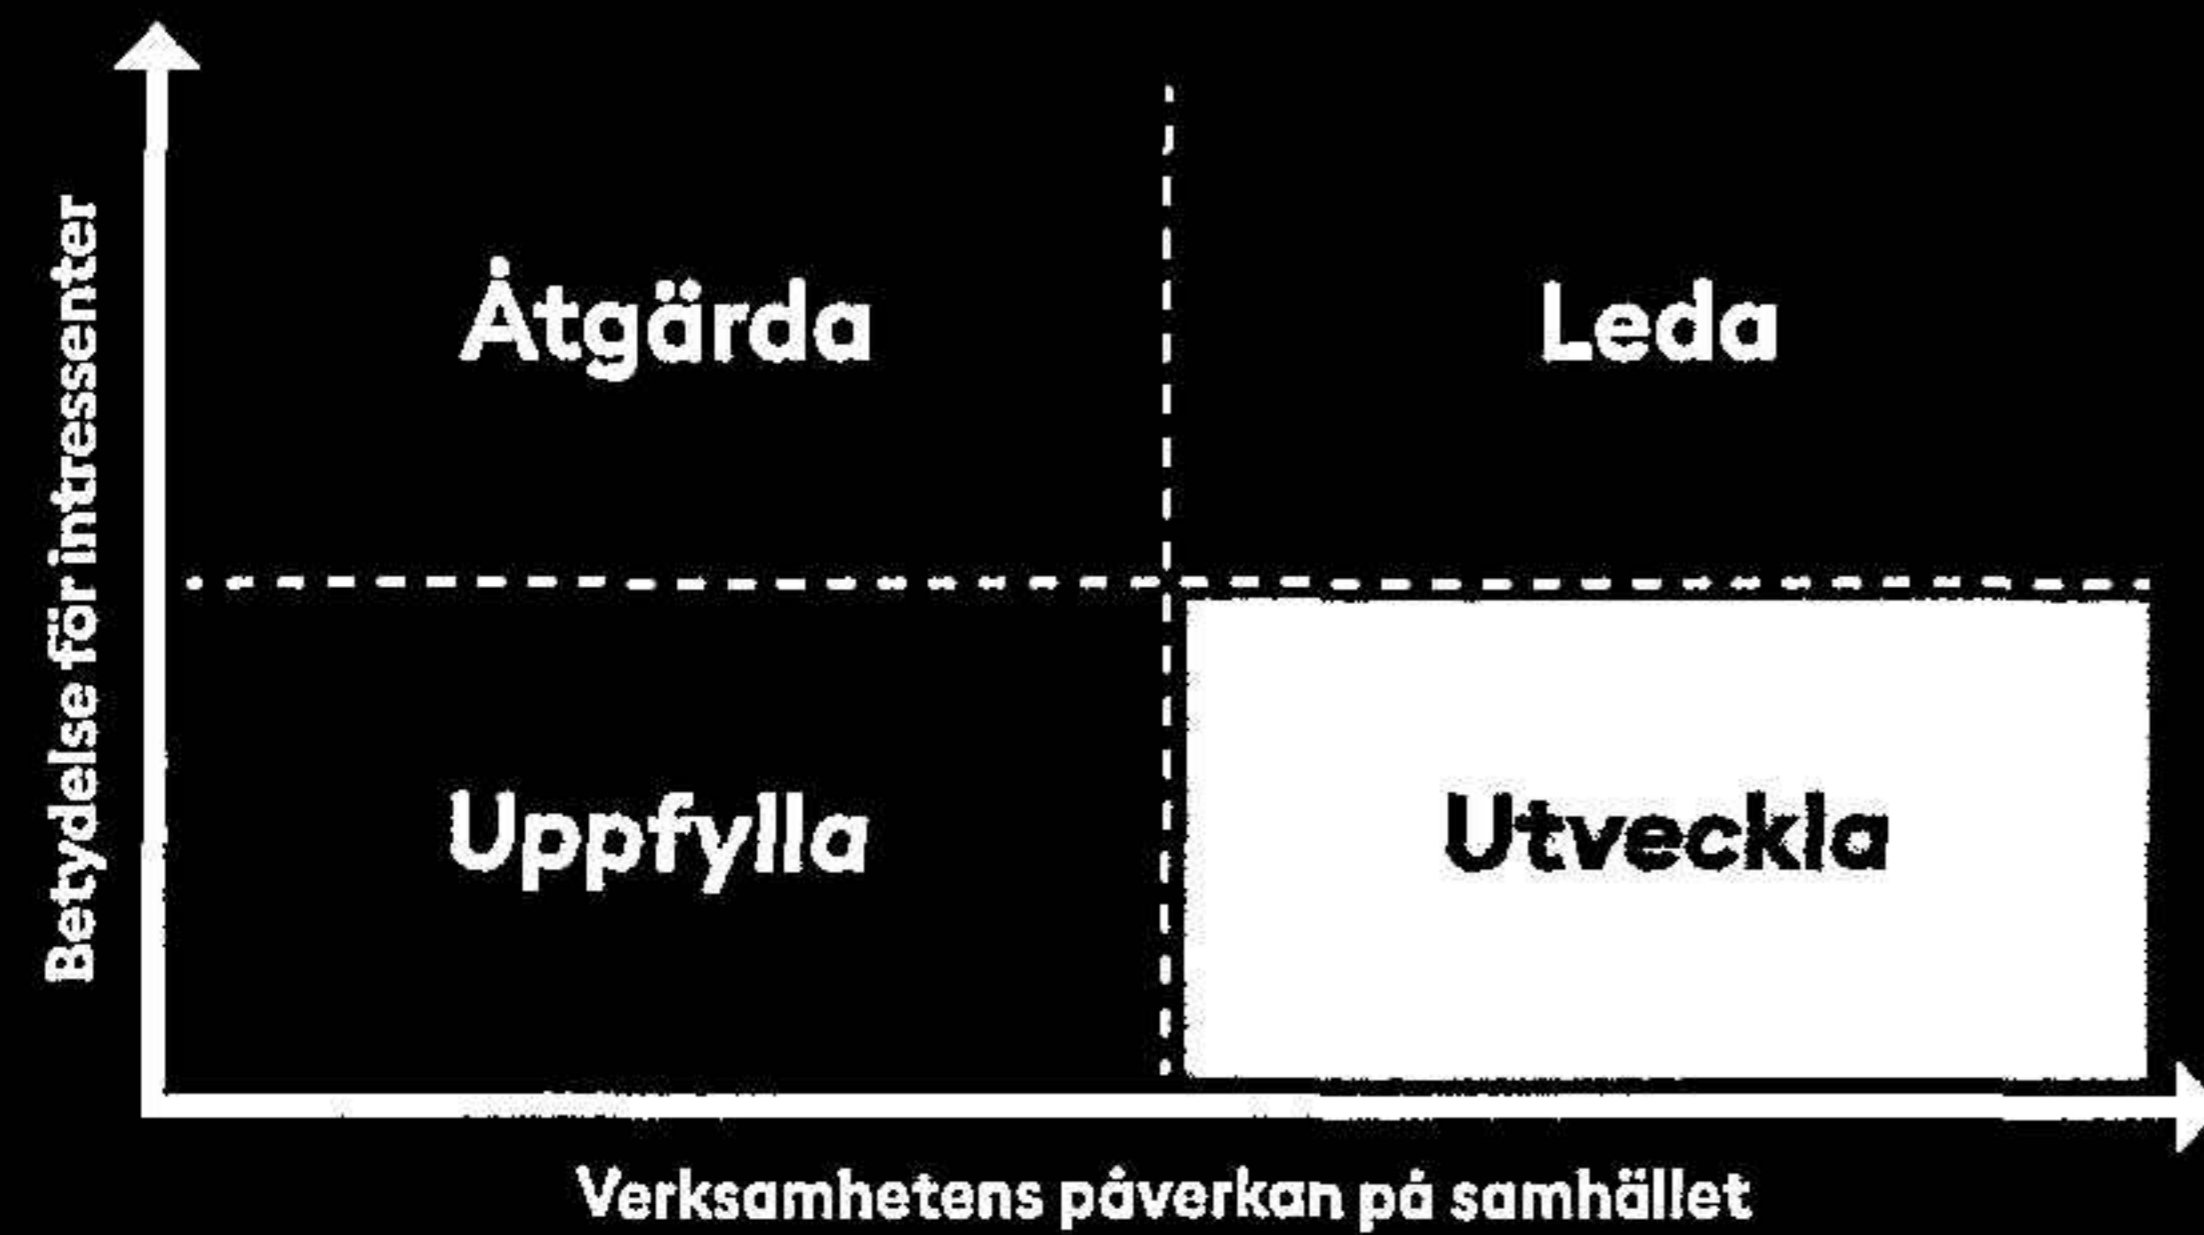 Betydelse för intressenter
Åtgärda
Leda
Uppfylla
Utveckla
Verksamhetens påverkan på samhället